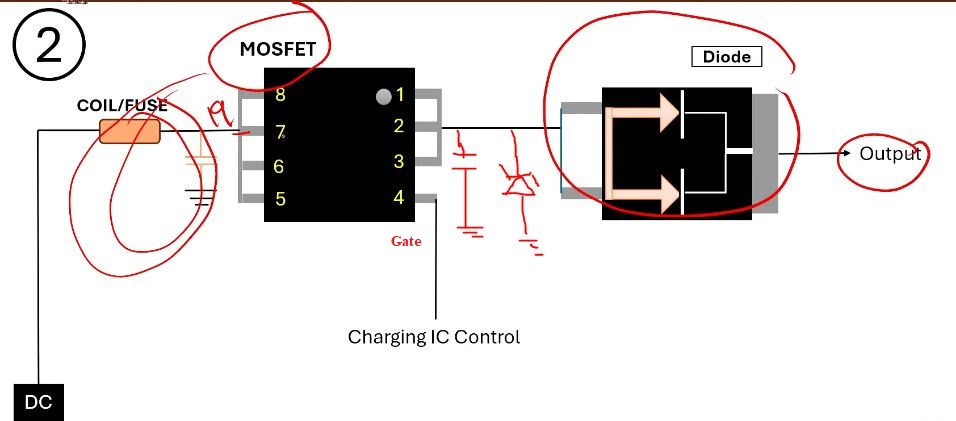 2
MOSFET
Diode
COIL/FUSE
19
8
1
7
2
6
3
5
4
Output
Gate
Charging IC Control
DC